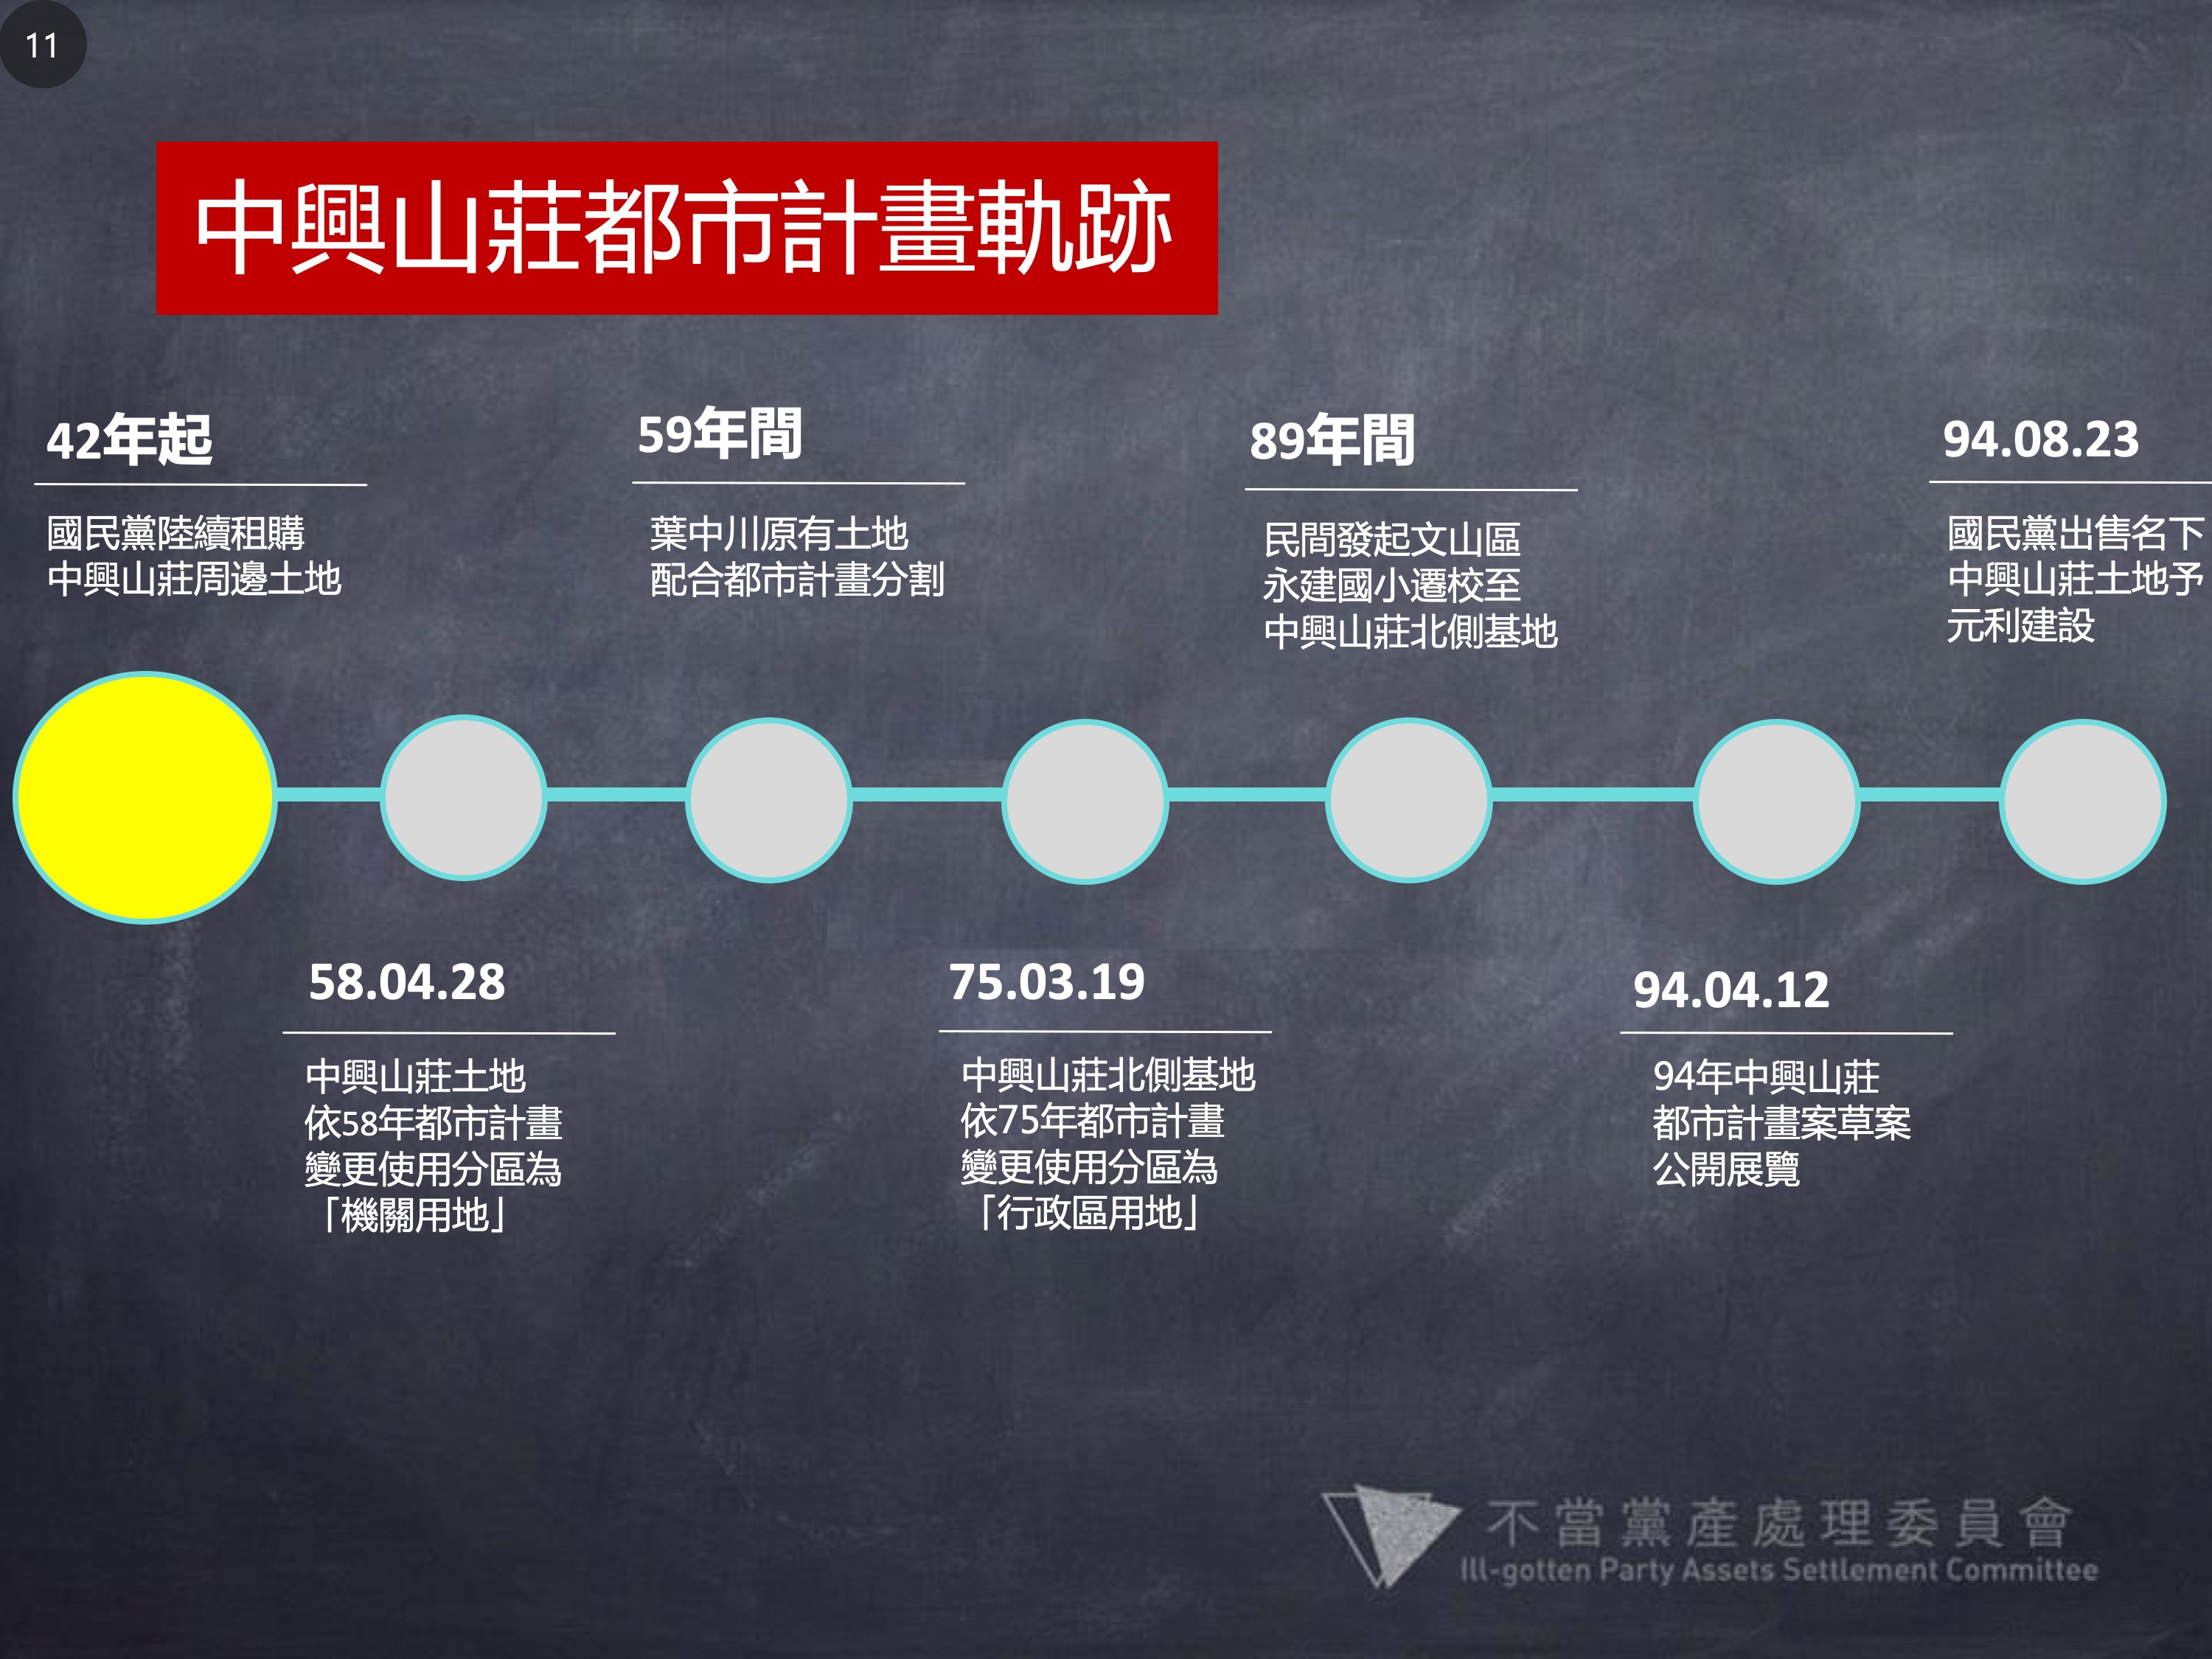 11
中興山莊都市計畫軌跡
42年起
國民黨陸續租購
中興山莊周邊土地
58.04.28
中興山莊土地
依58年都市計畫
變更使用分區為
「機關用地」
59年間
葉中川原有土地
配合都市計畫分割
75.03.19
中興山莊北側基地
依75年都市計畫
變更使用分區為
「行政區用地」
89年間
民間發起文山區
永建國小遷校至
中興山莊北側基地
94.04.12
94年中興山莊
都市計畫案草案
公開展覽
94.08.23
國民黨出售名下
中興山莊土地予
元利建設
不當黨產處理委員會
Ill-gotten Party Assets Settlement Committee